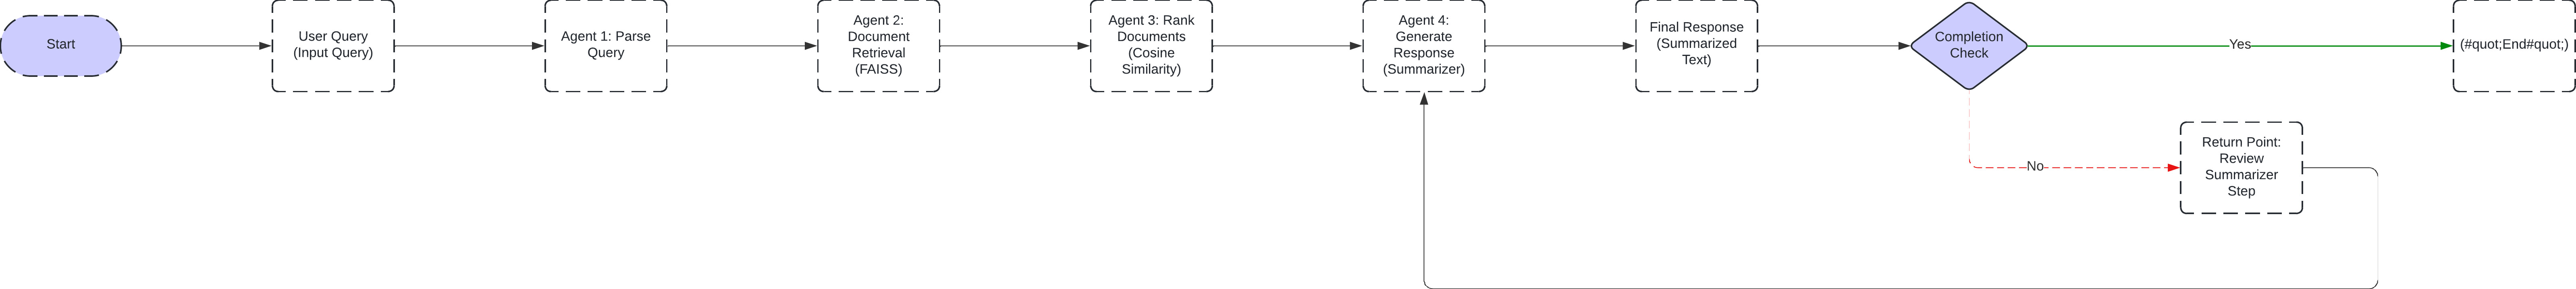 Start
User Query
(Input Query)
Agent 1: Parse
Query
Agent 2:
Document
Retrieval
(FAISS)
Agent 3: Rank
Documents
(Cosine
Similarity)
Agent 4:
Generate
Response
(Summarizer)
Final Response
(Summarized
Text)
Completion
Check
Yes
(#quot;End#quot;)
No
Return Point:
Review
Summarizer
Step